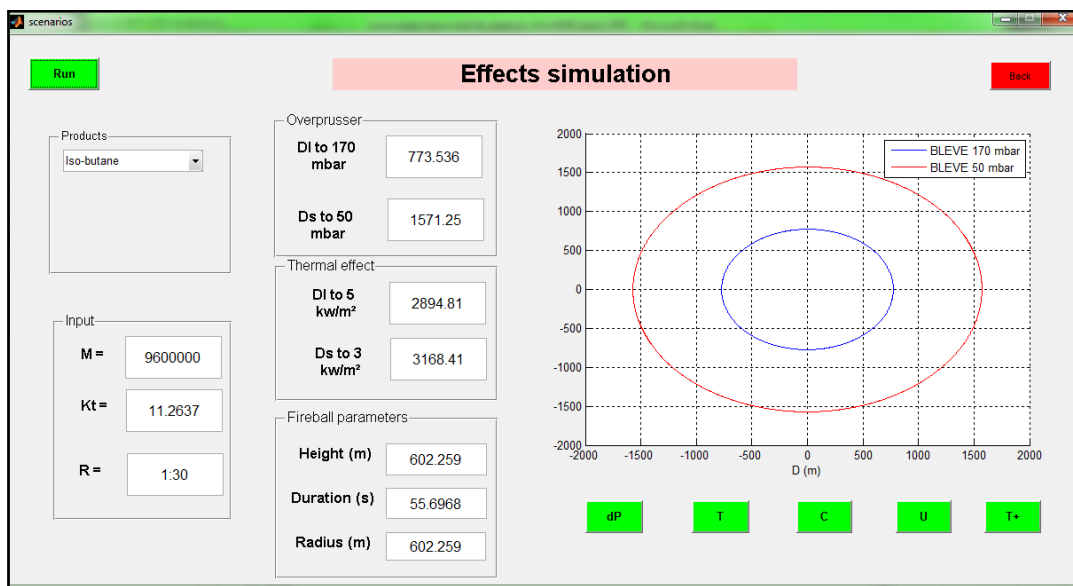 scenarios
Run
Effects simulation
Back
Products
Iso-butane
Input
M =
9600000
Kt =
11.2637
R =
1:30
Overprusser
Dl to 170
mbar
773.536
Ds to 50
mbar
1571.25
Thermal effect
Dl to 5
kw/m²
2894.81
Ds to 3
kw/m²
3168.41
Fireball parameters
Height (m)
602.259
Duration (s)
55.6968
Radius (m)
602.259
BLEVE 170 mbar
BLEVE 50 mbar
2000
1500
1000
500
0
-500
-1000
-1500
-2000
-2000 -1500 -1000 -500 0 500 1000 1500 2000
D (m)
dP T C U T+